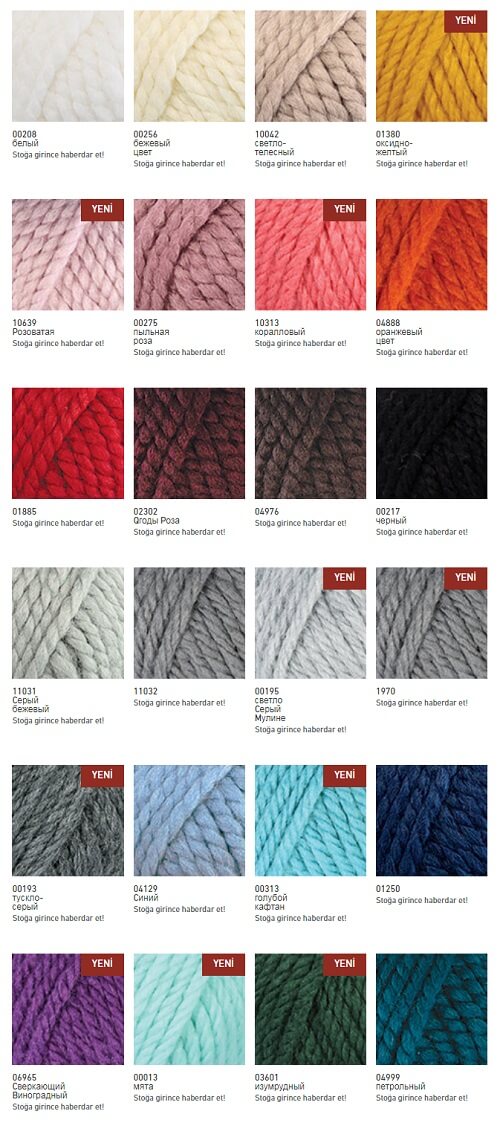 YENİ
00208
белый
Stoğa girince haberdar et!
00256
бежевый
цвет
Stoğa girince haberdar et!
10042
светло-
телесный
Stoğa girince haberdar et!
01380
оксидно-
желтый
Stoğa girince haberdar et!
YENİ
YENİ
10639
Розоватая
Stoğa girince haberdar et!
00275
пыльная
роза
Stoğa girince haberdar et!
10313
коралловый
Stoğa girince haberdar et!
04888
оранжевый
цвет
Stoğa girince haberdar et!
01885
Stoğa girince haberdar et!
02302
Qгоды Роза
Stoğa girince haberdar et!
04976
Stoğa girince haberdar et!
00217
черный
Stoğa girince haberdar et!
YENİ
YENİ
11031
Серый
бежевый
Stoğa girince haberdar et!
11032
Stoğa girince haberdar et!
00195
светло
Серый
Мулине
Stoğa girince haberdar et!
1970
Stoğa girince haberdar et!
YENİ
YENİ
00193
тускло-
серый
Stoğa girince haberdar et!
04129
Синий
Stoğa girince haberdar et!
00313
голубой
кафтан
Stoğa girince haberdar et!
01250
Stoğa girince haberdar et!
YENİ
YENİ
YENİ
06965
Сверкающий
Виноградный
Stoğa girince haberdar et!
00013
мята
Stoğa girince haberdar et!
03601
изумрудный
Stoğa girince haberdar et!
04999
петрольный
Stoğa girince haberdar et!